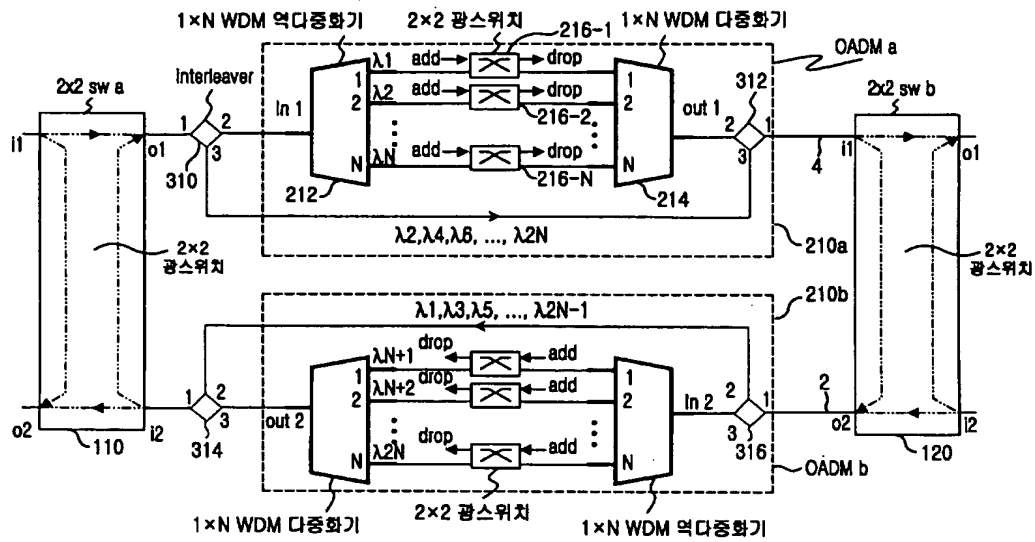 1×N WDM 역다중화기
2×2 광스위치
1×N WDM 다중화기
216-1
OADM a
λ1
add
drop
Interleaver
312
2x2 sw a
2x2 sw b
1
2
In 1
1
λ2
add
drop
1
2
out 1
2
1
i1
o1
3
2
216-2
3
4
i1
o1
310
λN
add
drop
N
N
212
216-N
214
2×2
광스위치
λ2,λ4,λ6, ..., λ2N
210a
2×2
광스위치
λ1,λ3,λ5, ..., λ2N-1
210b
drop
add
λN+1
1
drop
add
1
λN+2
2
2
1
2
3
out 2
In 2
2
1
3
2
o2
i2
o2
i2
110
314
drop
add
λ2N
N
N
316
120
OADM b
1×N WDM 다중화기
2×2 광스위치
1×N WDM 역다중화기